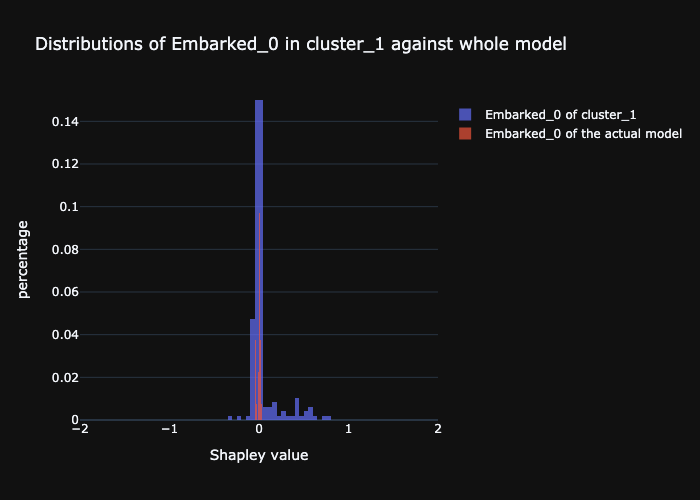 Distributions of Embarked_0 in cluster_1 against whole model
Embarked_0 of cluster_1
Embarked_0 of the actual model
percentage
0.14
0.12
0.1
0.08
0.06
0.04
0.02
0
−2
−1
0
1
2
Shapley value